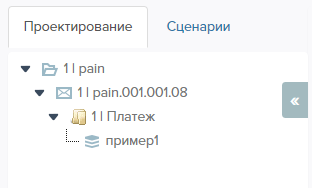 Проектирование Сценарии
1 | pain
1 | pain.001.001.08
1 | Платеж
пример1
«